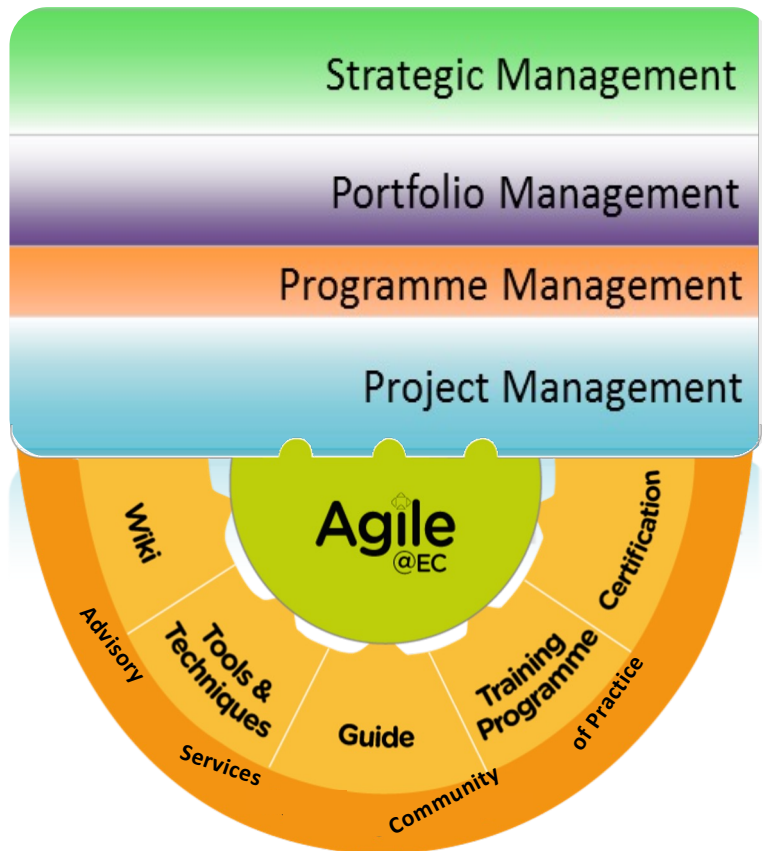 Strategic Management
Portfolio Management
Programme Management
Project Management
Agile
@EC
Wiki
Tools &
Techniques
Guide
Training
Programme
Certification
Advisory
Services
Community
of Practice